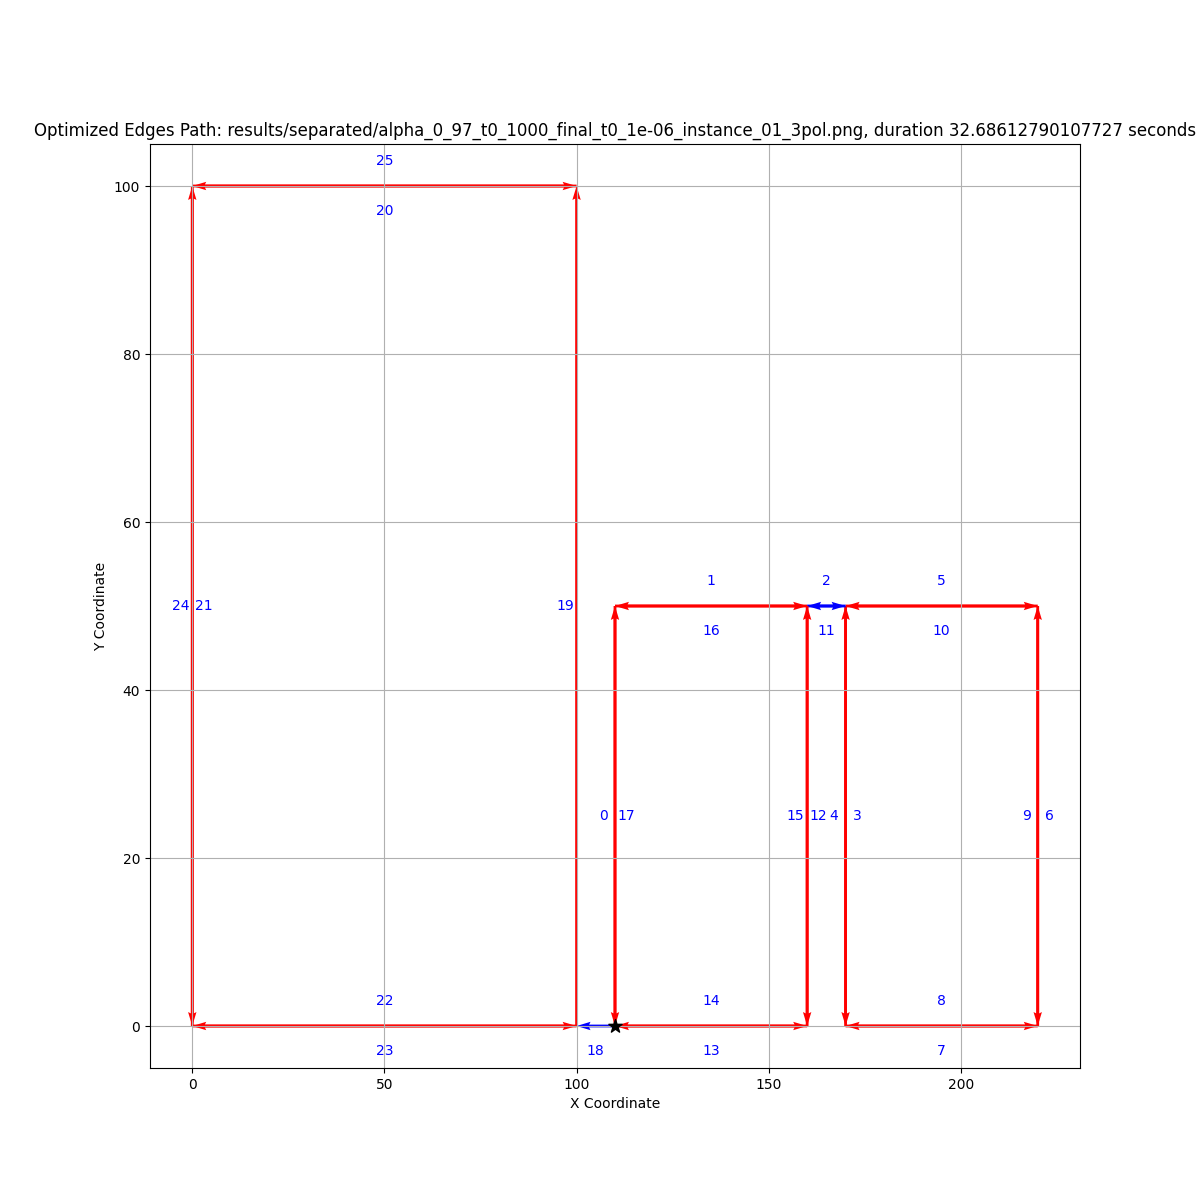 Optimized Edges Path: results/separated/alpha_0_97_t0_1000_final_t0_1e-06_instance_01_3pol.png, duration 32.68612790107727 seconds
25
100
20
80
60
1 2 5
24 21 19
16 11 10
Y Coordinate
40
0 17 15 12 4 3 9 6
20
22 14 8
0
23 18 13 7
0 50 100 150 200
X Coordinate